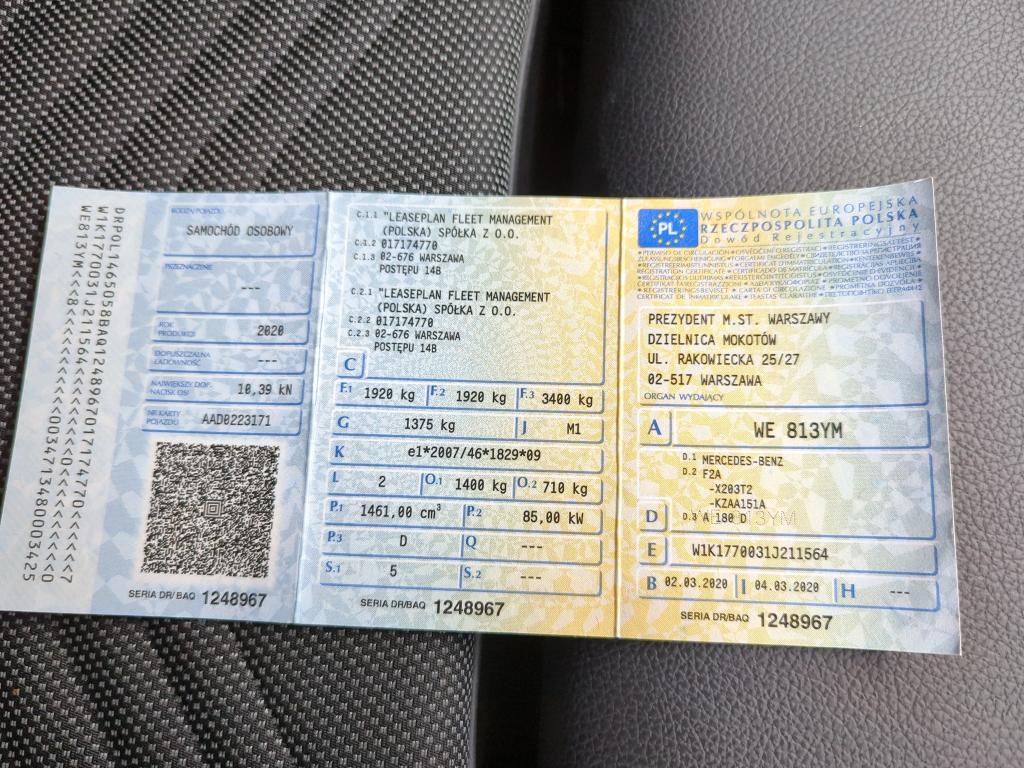 DRPOL1465058BAQ1248967017174770<<<<<7
W1K1770031J211564<<<<<<<<<<0<<<<<<0
WE813YM<<8<<<<<<<<<<<<00347134800003425
RODZAJ POJAZDU
SAMOCHÓD OSOBOWY
PRZEZNACZENIE
---
ROK PRODUKCJI 2020
DOPUSZCZALNA ŁADOWNOŚĆ ---
NAJWIĘKSZY DOP. NACISK OSI 10,39 kN
NR KARTY POJAZDU AAD0223171
SERIA DR/BAQ 1248967
C.1.1 "LEASEPLAN FLEET MANAGEMENT
(POLSKA) SPÓŁKA Z O.O.
C.1.2 017174770
C.1.3 02-676 WARSZAWA
POSTĘPU 14B
C.2.1 "LEASEPLAN FLEET MANAGEMENT
(POLSKA) SPÓŁKA Z O.O.
C.2.2 017174770
C.2.3 02-676 WARSZAWA
POSTĘPU 14B
C
F.1 1920 kg F.2 1920 kg F.3 3400 kg
G 1375 kg J M1
K e1*2007/46*1829*09
L 2 O.1 1400 kg O.2 710 kg
P.1 1461,00 cm³ P.2 85,00 kW
P.3 D Q ---
S.1 5 S.2 ---
SERIA DR/BAQ 1248967
PL
WSPÓLNOTA EUROPEJSKA
RZECZPOSPOLITA POLSKA
Dowód Rejestracyjny
PREZYDENT M.ST. WARSZAWY
DZIELNICA MOKOTÓW
UL. RAKOWIECKA 25/27
02-517 WARSZAWA
ORGAN WYDAJĄCY
A WE 813YM
D.1 MERCEDES-BENZ
D.2 F2A
-X203T2
-KZAA151A
D D.3 180 D
E W1K1770031J211564
B 02.03.2020 I 04.03.2020 H ---
SERIA DR/BAQ 1248967